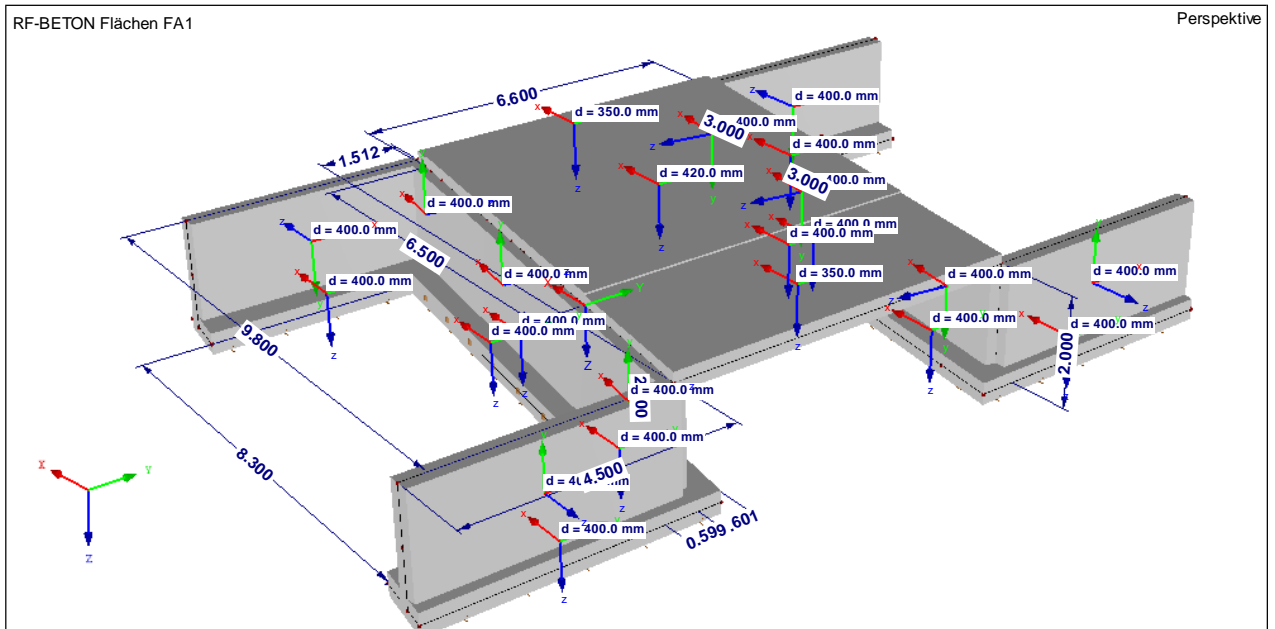 RF-BETON Flächen FA1
Perspektive
6.600
d = 400.0 mm
d = 350.0 mm
400.0 mm
3.000
1.512
d = 400.0 mm
d = 420.0 mm
400.0 mm
3.000
d = 400.0 mm
d = 400.0 mm
d = 400.0 mm
d = 400.0 mm
6.500
d = 400.0 mm
d = 400.0 mm
d = 400.0 mm
d = 400.0 mm
d = 350.0 mm
d = 400.0 mm
d = 400.0 mm
d = 400.0 mm
d = 400.0 mm
2.000
9.800
d = 400.0 mm
d = 400.0 mm
8.300
4.500
d = 400.0 mm
0.599
.601
X
Y
Z